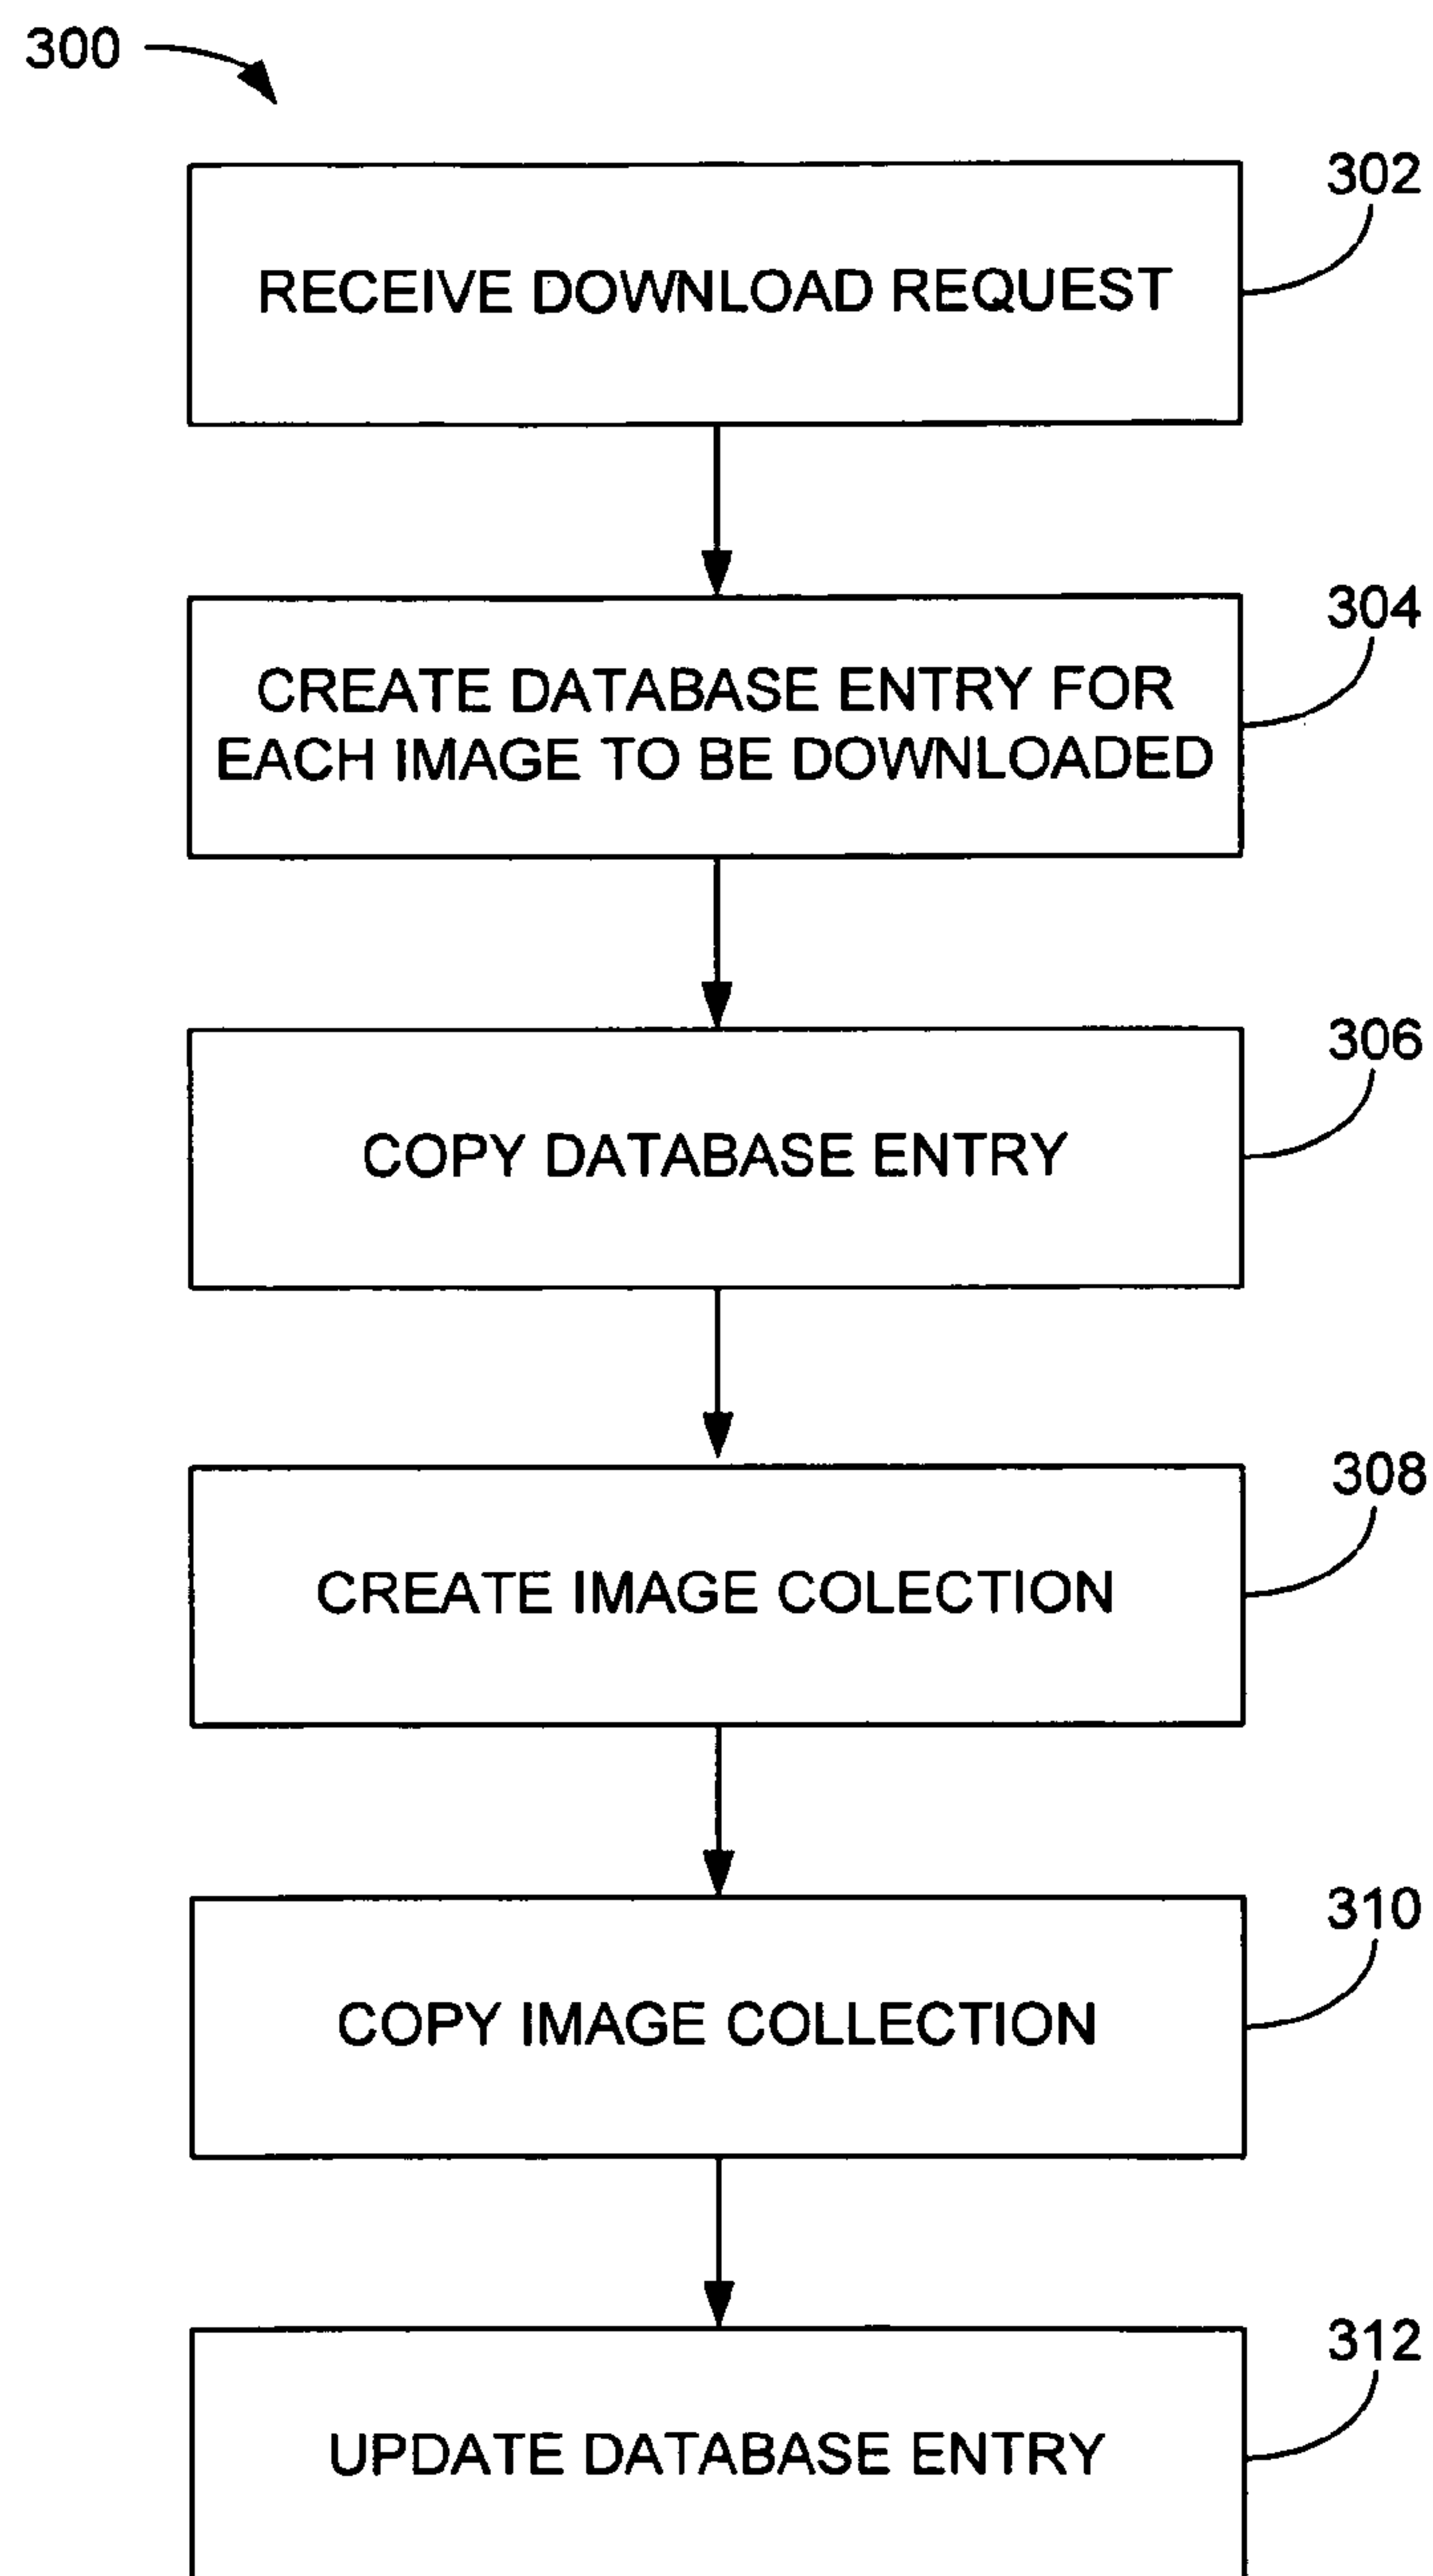 300
302
RECEIVE DOWNLOAD REQUEST
304
CREATE DATABASE ENTRY FOR
EACH IMAGE TO BE DOWNLOADED
306
COPY DATABASE ENTRY
308
CREATE IMAGE COLECTION
310
COPY IMAGE COLLECTION
312
UPDATE DATABASE ENTRY